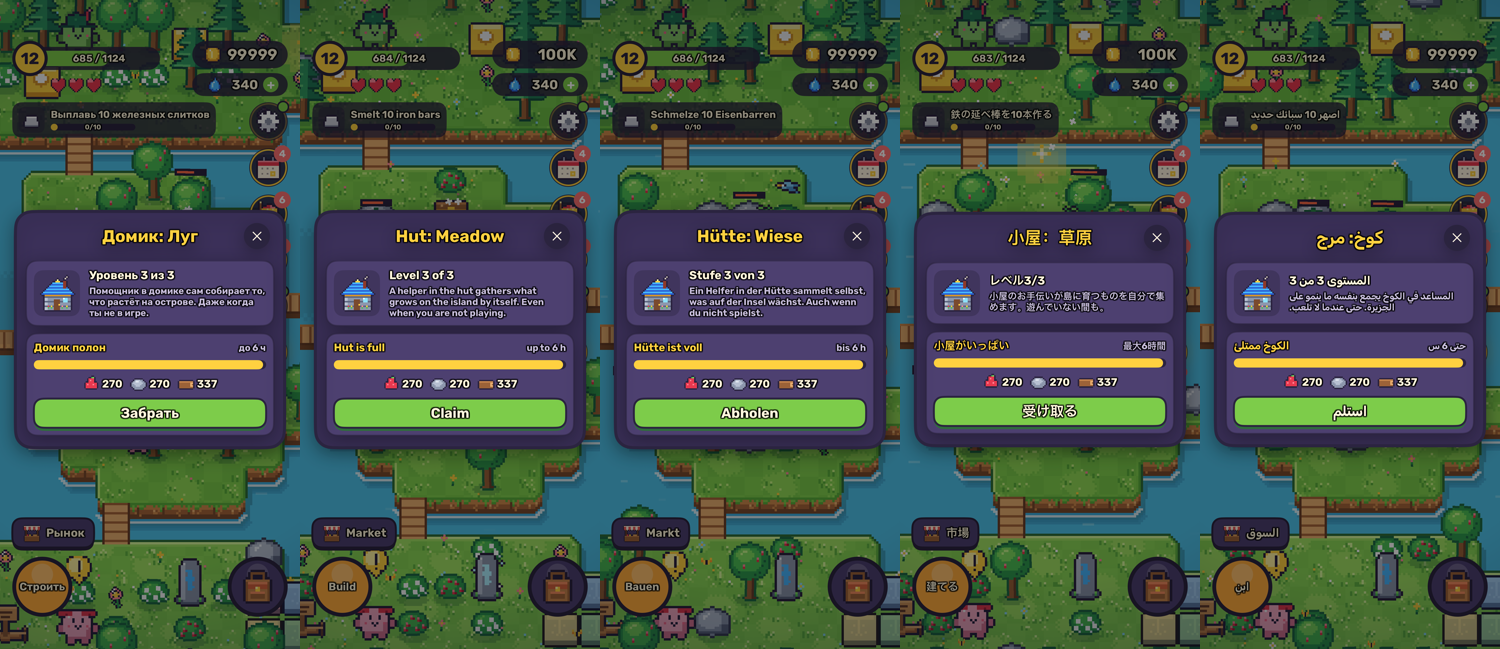 12
685/1124
99999
340
Выплавь 10 железных слитков
0/10
4
6
Домик: Луг
Уровень 3 из 3
Помощник в домике сам собирает то,
что растёт на острове. Даже когда
ты не в игре.
Домик полон
до 6 ч
270
270
337
Забрать
Рынок
Строить
12
684/1124
100K
340
Smelt 10 iron bars
0/10
4
6
Hut: Meadow
Level 3 of 3
A helper in the hut gathers what
grows on the island by itself. Even
when you are not playing.
Hut is full
up to 6 h
270
270
337
Claim
Market
Build
12
686/1124
99999
340
Schmelze 10 Eisenbarren
0/10
4
6
Hütte: Wiese
Stufe 3 von 3
Ein Helfer in der Hütte sammelt selbst,
was auf der Insel wächst. Auch wenn
du nicht spielst.
Hütte ist voll
bis 6 h
270
270
337
Abholen
Markt
Bauen
12
683/1124
100K
340
鉄の延べ棒を10本作る
0/10
4
6
小屋：草原
レベル3/3
小屋のお手伝いが島に育つものを自分で集
めます。遊んでいない間も。
小屋がいっぱい
最大6時間
270
270
337
受け取る
市場
建てる
12
683/1124
99999
340
اصهر 10 سبائك حديد
0/10
4
6
كوخ: مرج
المستوى 3 من 3
المساعد في الكوخ يجمع بنفسه ما ينمو على
الجزيرة. حتى عندما لا تلعب.
الكوخ ممتلئ
حتى 6 س
270
270
337
استلم
السوق
ابنِ